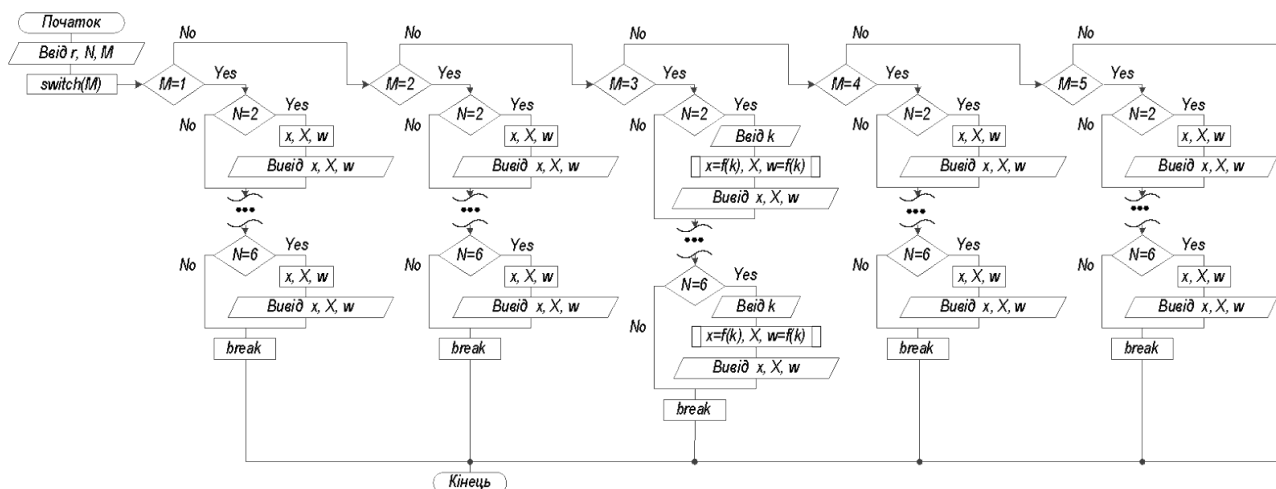 Початок
Ввід r, N, M
switch(M)
No
M=1
Yes
N=2
Yes
No
x, X, w
Вивід x, X, w
•••
N=6
Yes
No
x, X, w
Вивід x, X, w
break
No
M=2
Yes
N=2
Yes
No
x, X, w
Вивід x, X, w
•••
N=6
Yes
No
x, X, w
Вивід x, X, w
break
No
M=3
Yes
N=2
Yes
No
Ввід k
x=f(k), X, w=f(k)
Вивід x, X, w
•••
N=6
Yes
No
Ввід k
x=f(k), X, w=f(k)
Вивід x, X, w
break
No
M=4
Yes
N=2
Yes
No
x, X, w
Вивід x, X, w
•••
N=6
Yes
No
x, X, w
Вивід x, X, w
break
No
M=5
Yes
N=2
Yes
No
x, X, w
Вивід x, X, w
•••
N=6
Yes
No
x, X, w
Вивід x, X, w
break
Кінець